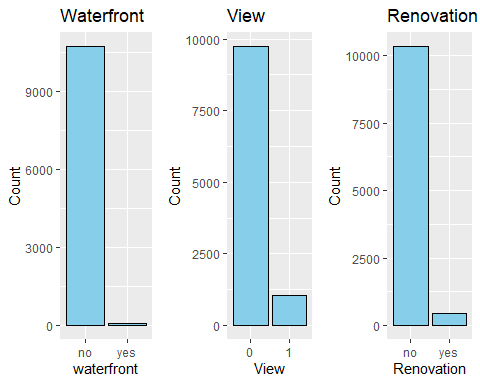 Waterfront
Count
9000
6000
3000
0
no yes
waterfront
View
Count
10000
7500
5000
2500
0
0 1
View
Renovation
Count
10000
7500
5000
2500
0
no yes
Renovation